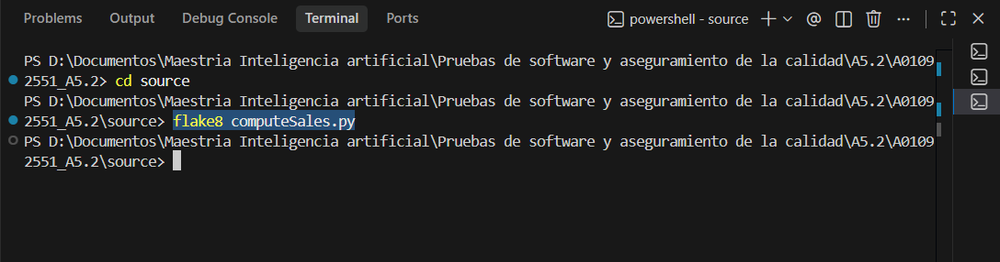 Problems Output Debug Console Terminal Ports powershell - source
PS D:\Documentos\Maestria Inteligencia artificial\Pruebas de software y aseguramiento de la calidad\A5.2\A0109
2551_A5.2> cd source
PS D:\Documentos\Maestria Inteligencia artificial\Pruebas de software y aseguramiento de la calidad\A5.2\A0109
2551_A5.2\source> flake8 computeSales.py
PS D:\Documentos\Maestria Inteligencia artificial\Pruebas de software y aseguramiento de la calidad\A5.2\A0109
2551_A5.2\source>